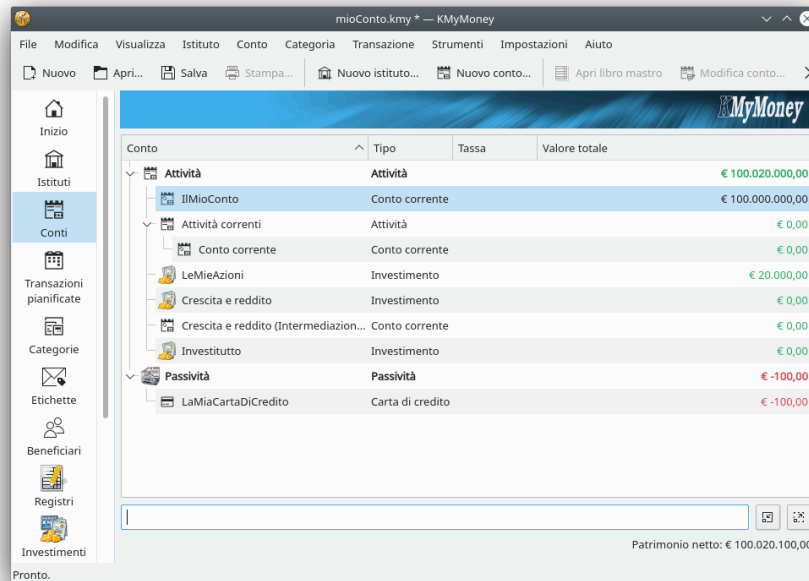 mioConto.kmy * — KMyMoney
File Modifica Visualizza Istituto Conto Categoria Transazione Strumenti Impostazioni Aiuto
Nuovo Apri... Salva Stampa... Nuovo istituto... Nuovo conto... Apri libro mastro Modifica conto...
KMyMoney
Inizio
Istituti
Conti
Transazioni
pianificate
Categorie
Etichette
Beneficiari
Registri
Investimenti
Conto Tipo Tassa Valore totale
Attività Attività € 100.020.000,00
IlMioConto Conto corrente € 100.000.000,00
Attività correnti Attività € 0,00
Conto corrente Conto corrente € 0,00
LeMieAzioni Investimento € 20.000,00
Crescita e reddito Investimento € 0,00
Crescita e reddito (Intermediazion... Conto corrente € 0,00
Investitutto Investimento € 0,00
Passività Passività € -100,00
LaMiaCartaDiCredito Carta di credito € -100,00
Patrimonio netto: € 100.020.100,00
Pronto.